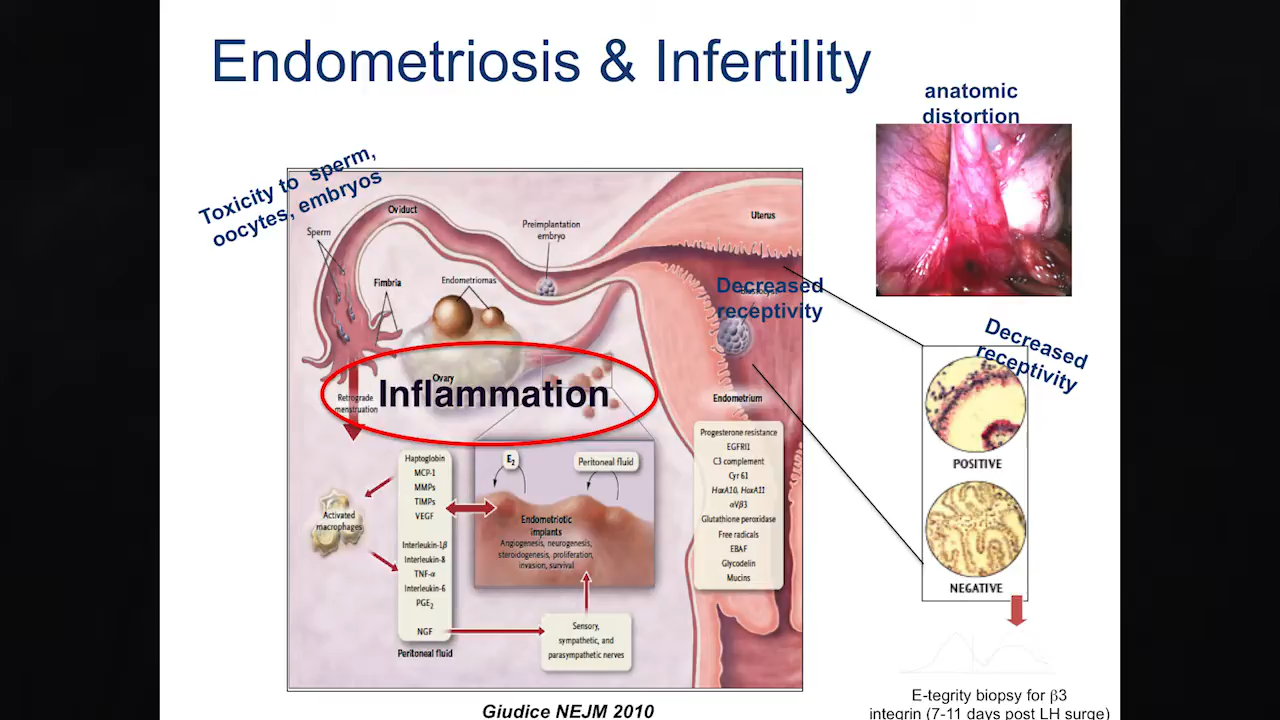 Endometriosis & Infertility
anatomic
distortion
Toxicity to sperm,
oocytes, embryos
Oviduct
Uterus
Sperm
Preimplantation
embryo
Fimbria
Endometriomas
Decreased
receptivity
Decreased
receptivity
Ovary
Inflammation
Retrograde
menstruation
Endometrium
POSITIVE
NEGATIVE
Haptoglobin
MCP-1
MMPs
TIMPs
VEGF
Interleukin-1β
Interleukin-8
TNF-α
Interleukin-6
PGE2
NGF
Peritoneal fluid
Activated
macrophages
E2
Peritoneal fluid
Endometriotic
implants
Angiogenesis, neurogenesis,
steroidogenesis, proliferation,
invasion, survival
Sensory,
sympathetic, and
parasympathetic nerves
Progesterone resistance
EGFRI1
C3 complement
Cyr 61
HoxA10, HoxA11
αVβ3
Glutathione peroxidase
Free radicals
EBAF
Glycodelin
Mucins
E-tegrity biopsy for β3
integrin (7-11 days post LH surge)
Giudice NEJM 2010